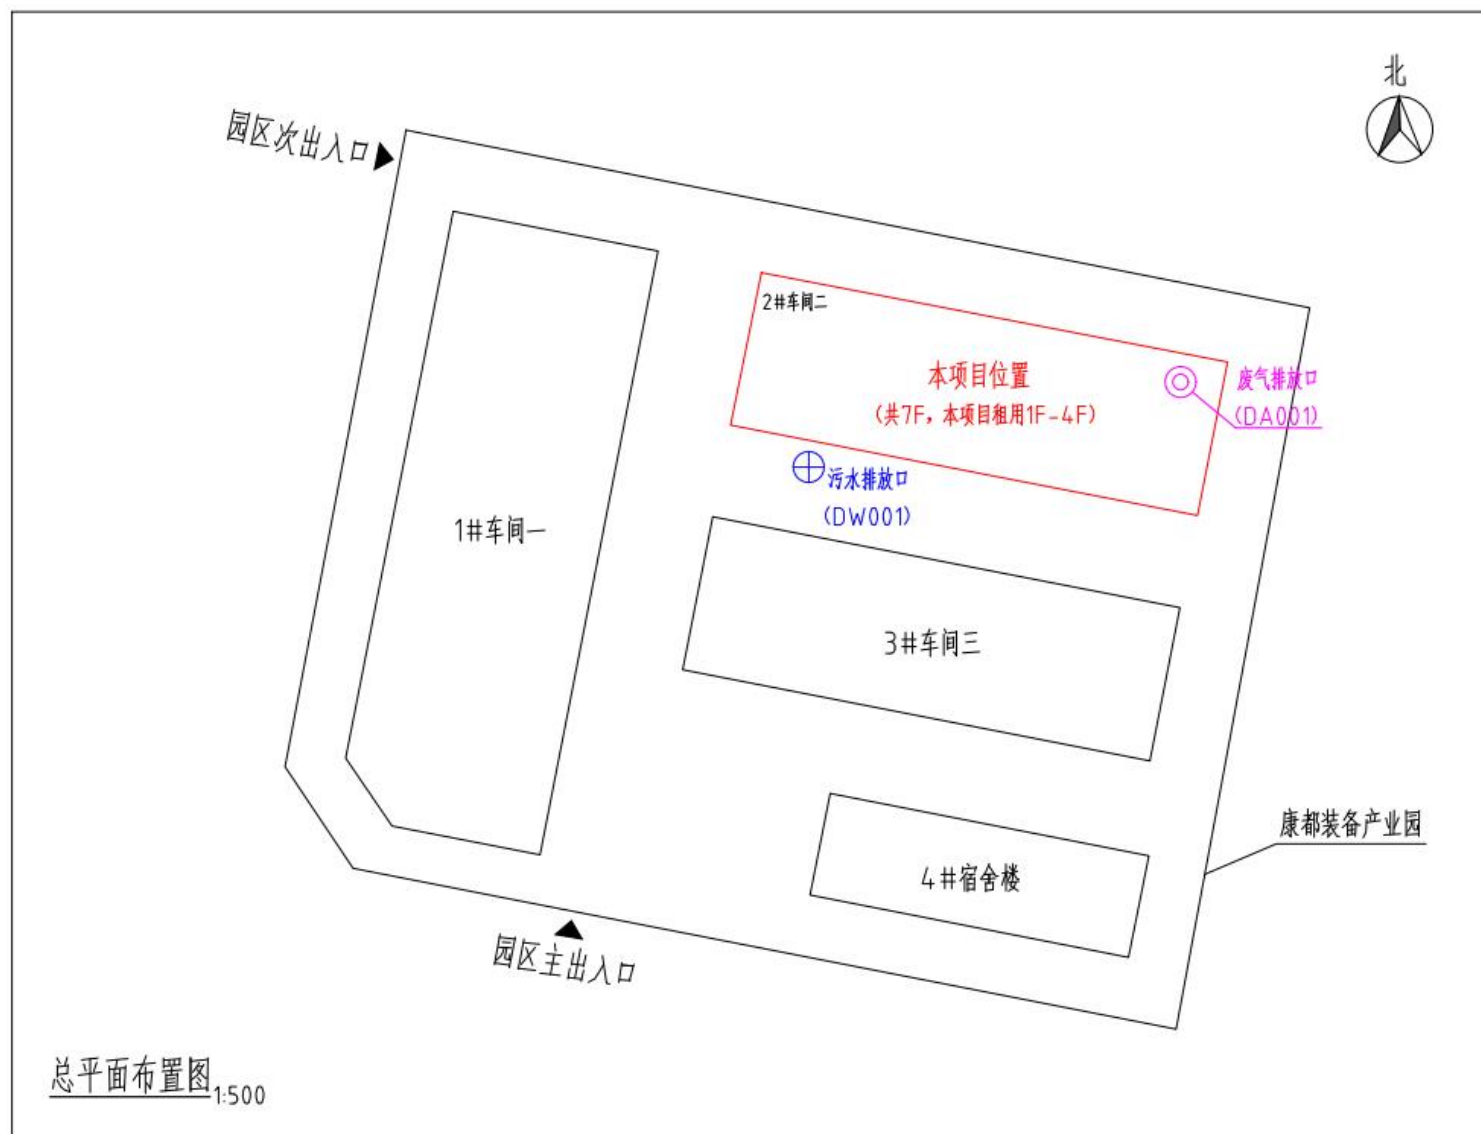 北
园区次出入口
2#车间二
本项目位置
(共7F，本项目租用1F-4F)
废气排放口
(DA001)
污水排放口
(DW001)
1#车间一
3#车间三
康都装备产业园
4#宿舍楼
园区主出入口
总平面布置图
1:500